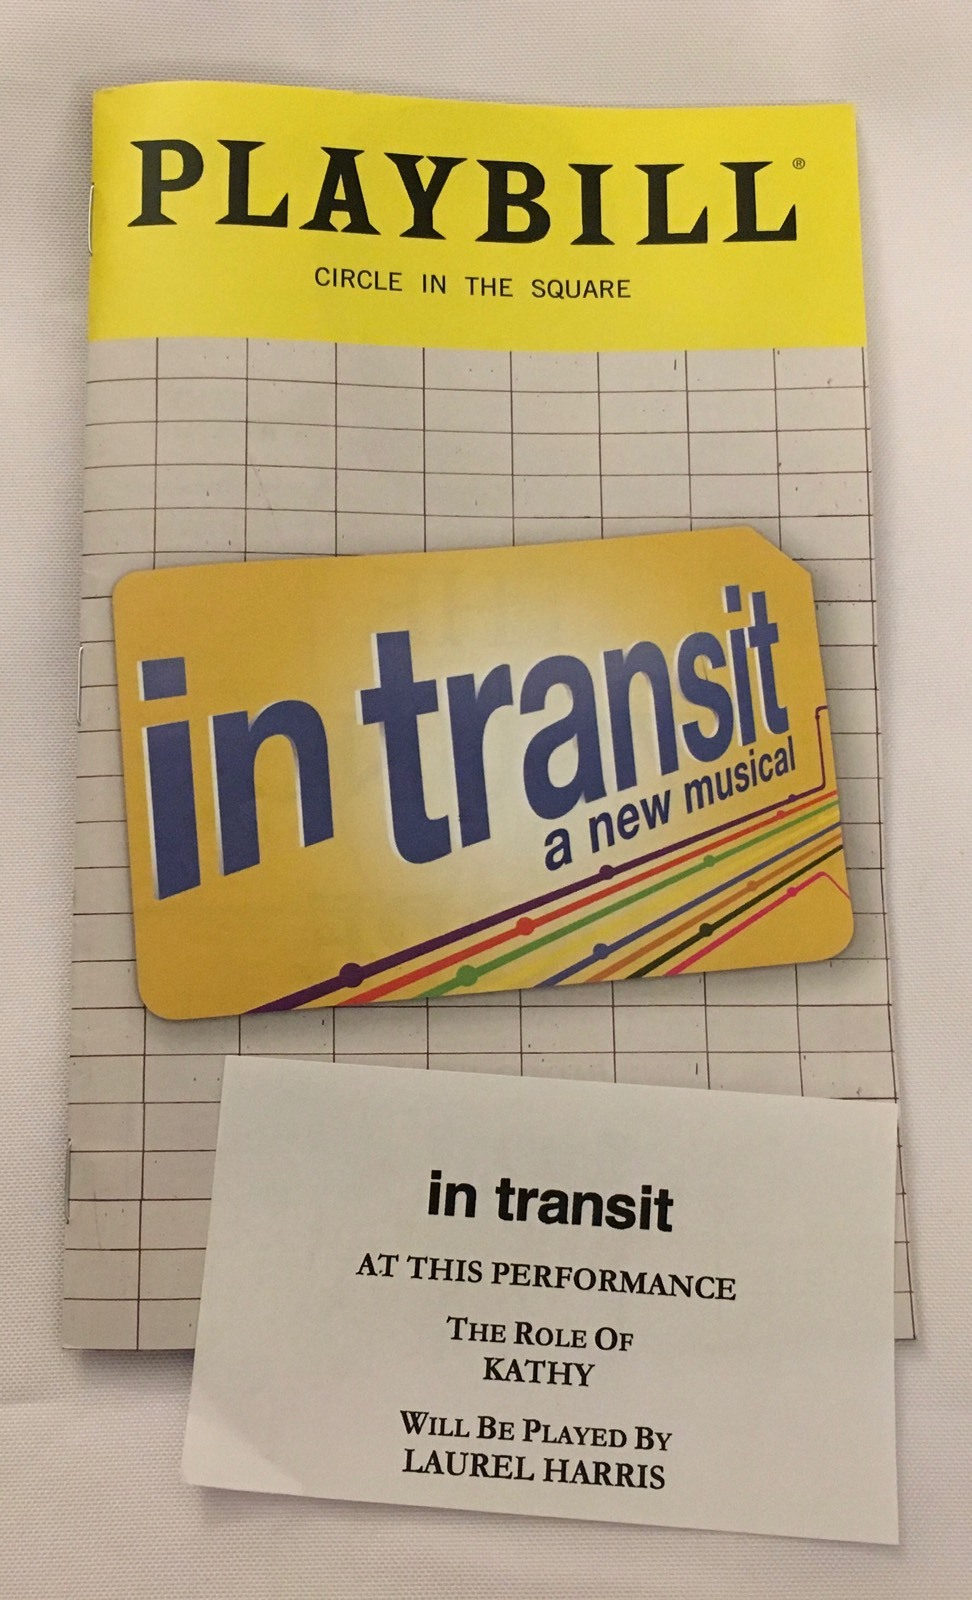 PLAYBILL®
CIRCLE IN THE SQUARE
in transit
a new musical
in transit
AT THIS PERFORMANCE
THE ROLE OF
KATHY
WILL BE PLAYED BY
LAUREL HARRIS